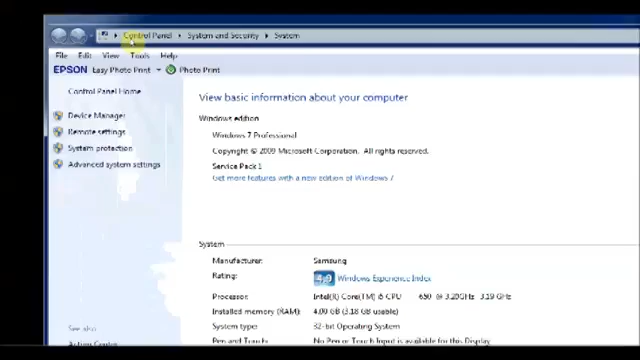 Control Panel ▸ System and Security ▸ System
File Edit View Tools Help
EPSON Easy Photo Print Photo Print
Control Panel Home
Device Manager
Remote settings
System protection
Advanced system settings
See also
Action Center
View basic information about your computer
Windows edition
Windows 7 Professional
Copyright © 2009 Microsoft Corporation. All rights reserved.
Service Pack 1
Get more features with a new edition of Windows 7
System
Manufacturer: Samsung
Rating: 4,9 Windows Experience Index
Processor: Intel(R) Core(TM) i5 CPU 650 @ 3.20GHz 3.19 GHz
Installed memory (RAM): 4.00 GB (3.18 GB usable)
System type: 32-bit Operating System
Pen and Touch: No Pen or Touch Input is available for this Display